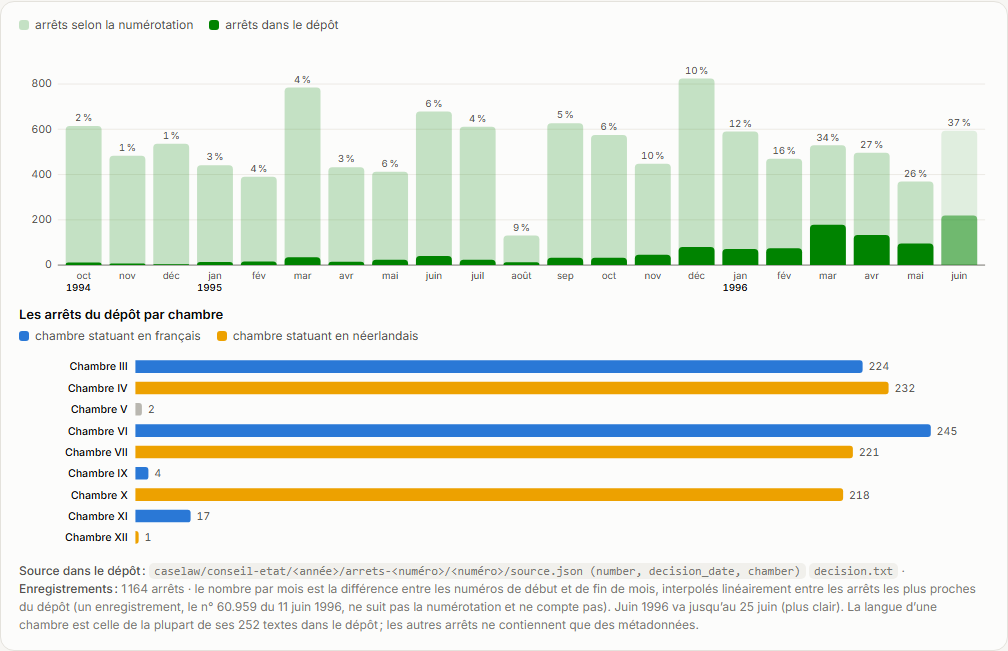 arrêts selon la numérotation arrêts dans le dépôt
800
600
400
200
0
2 % 1 % 1 % 3 % 4 % 4 % 3 % 6 % 6 % 4 % 9 % 5 % 6 % 10 % 10 % 12 % 16 % 34 % 27 % 26 % 37 %
oct nov déc jan fév mar avr mai juin juil août sep oct nov déc jan fév mar avr mai juin
1994 1995 1996
Les arrêts du dépôt par chambre
chambre statuant en français chambre statuant en néerlandais
Chambre III 224
Chambre IV 232
Chambre V 2
Chambre VI 245
Chambre VII 221
Chambre IX 4
Chambre X 218
Chambre XI 17
Chambre XII 1
Source dans le dépôt : caselaw/conseil-etat/<année>/arrets-<numéro>/<numéro>/source.json (number, decision_date, chamber) decision.txt ·
Enregistrements : 1 164 arrêts · le nombre par mois est la différence entre les numéros de début et de fin de mois, interpolés linéairement entre les arrêts les plus proches
du dépôt (un enregistrement, le n° 60.959 du 11 juin 1996, ne suit pas la numérotation et ne compte pas). Juin 1996 va jusqu’au 25 juin (plus clair). La langue d’une
chambre est celle de la plupart de ses 252 textes dans le dépôt ; les autres arrêts ne contiennent que des métadonnées.